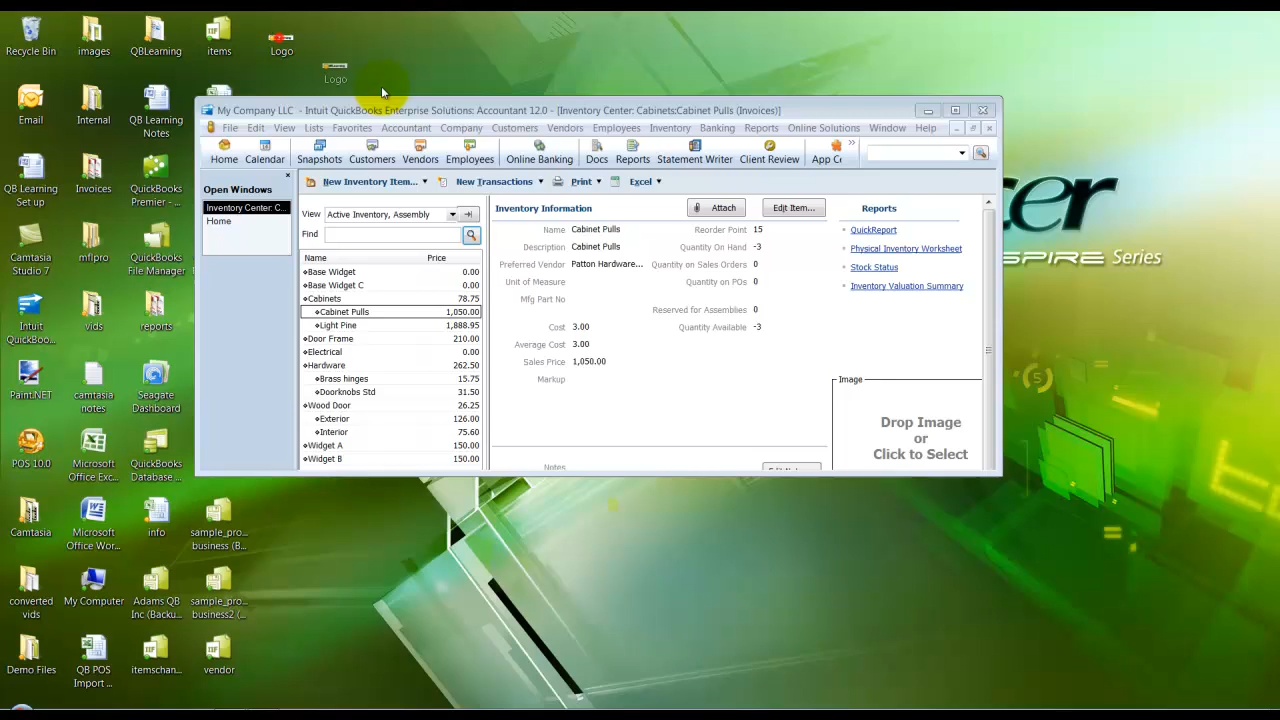 Recycle Bin
images
QBLearning
items
Logo
Logo
Email
Internal
QB Learning
Notes
QB Learning
Set up
Invoices
QuickBooks
Premier - ...
Camtasia
Studio 7
mflpro
QuickBooks
File Manager
Intuit
QuickBoo...
vids
reports
Paint.NET
camtasia
notes
Seagate
Dashboard
POS 10.0
Microsoft
Office Exc...
QuickBooks
Database ...
Camtasia
Microsoft
Office Wor...
info
sample_pro...
business (B...
converted
vids
My Computer
Adams QB
Inc (Backu...
sample_pro...
business2 (...
Demo Files
QB POS
Import ...
itemschan...
vendor
My Company LLC - Intuit QuickBooks Enterprise Solutions: Accountant 12.0 - [Inventory Center: Cabinets:Cabinet Pulls (Invoices)]
File Edit View Lists Favorites Accountant Company Customers Vendors Employees Inventory Banking Reports Online Solutions Window Help
Home Calendar Snapshots Customers Vendors Employees Online Banking Docs Reports Statement Writer Client Review App C
Open Windows
Inventory Center: C...
Home
New Inventory Item... New Transactions Print Excel
View Active Inventory, Assembly
Find
Name Price
Base Widget 0.00
Base Widget C 0.00
Cabinets 78.75
Cabinet Pulls 1,050.00
Light Pine 1,888.95
Door Frame 210.00
Electrical 0.00
Hardware 262.50
Brass hinges 15.75
Doorknobs Std 31.50
Wood Door 26.25
Exterior 126.00
Interior 75.60
Widget A 150.00
Widget B 150.00
Inventory Information Attach Edit Item...
Name Cabinet Pulls Reorder Point 15
Description Cabinet Pulls Quantity On Hand -3
Preferred Vendor Patton Hardware... Quantity on Sales Orders 0
Unit of Measure Quantity on POs 0
Mfg Part No
Reserved for Assemblies 0
Cost 3.00 Quantity Available -3
Average Cost 3.00
Sales Price 1,050.00
Markup
Notes
Reports
QuickReport
Physical Inventory Worksheet
Stock Status
Inventory Valuation Summary
Image
Drop Image
or
Click to Select
cer
SPIRE Series
5